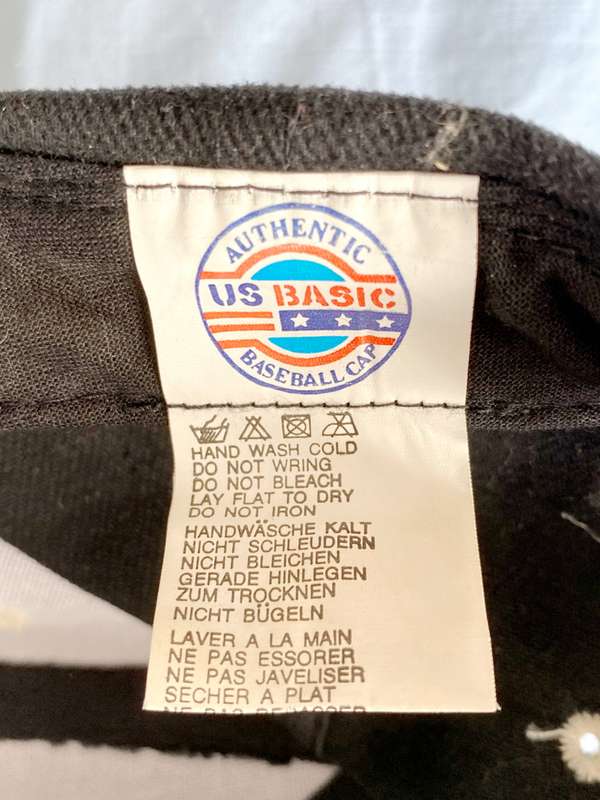 AUTHENTIC
US BASIC
BASEBALL CAP
HAND WASH COLD
DO NOT WRING
DO NOT BLEACH
LAY FLAT TO DRY
DO NOT IRON
HANDWÄSCHE KALT
NICHT SCHLEUDERN
NICHT BLEICHEN
GERADE HINLEGEN
ZUM TROCKNEN
NICHT BÜGELN
LAVER A LA MAIN
NE PAS ESSORER
NE PAS JAVELISER
SECHER A PLAT
NE PAS